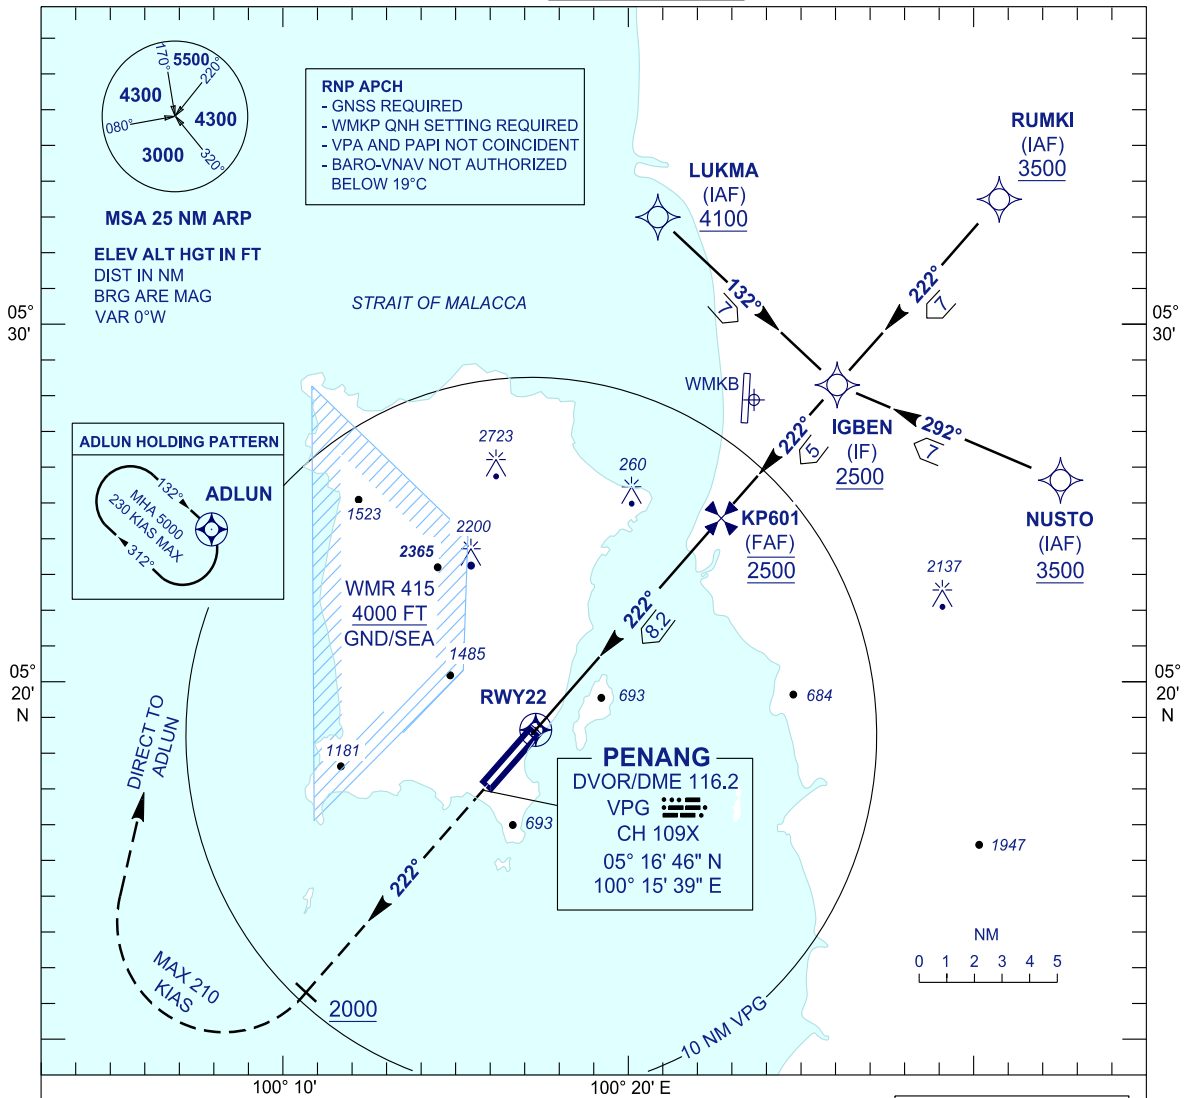 170°
5500
220°
4300
4300
080°
3000
320°
MSA 25 NM ARP
ELEV ALT HGT IN FT
DIST IN NM
BRG ARE MAG
VAR 0°W
RNP APCH
- GNSS REQUIRED
- WMKP QNH SETTING REQUIRED
- VPA AND PAPI NOT COINCIDENT
- BARO-VNAV NOT AUTHORIZED
BELOW 19°C
RUMKI
(IAF)
3500
LUKMA
(IAF)
4100
STRAIT OF MALACCA
132°
7
222°
7
05°
30'
05°
30'
WMKB
IGBEN
(IF)
2500
222°
5
292°
7
ADLUN HOLDING PATTERN
ADLUN
132°
MHA 5000
230 KIAS MAX
312°
2723
260
1523
2200
2365
KP601
(FAF)
2500
NUSTO
(IAF)
3500
2137
WMR 415
4000 FT
GND/SEA
222°
8.2
1485
05°
20'
N
05°
20'
N
RWY22
693
684
DIRECT TO
ADLUN
1181
PENANG
DVOR/DME 116.2
VPG
CH 109X
05° 16' 46" N
100° 15' 39" E
693
1947
222°
NM
0 1 2 3 4 5
MAX 210
KIAS
2000
10 NM VPG
100° 10'
100° 20' E